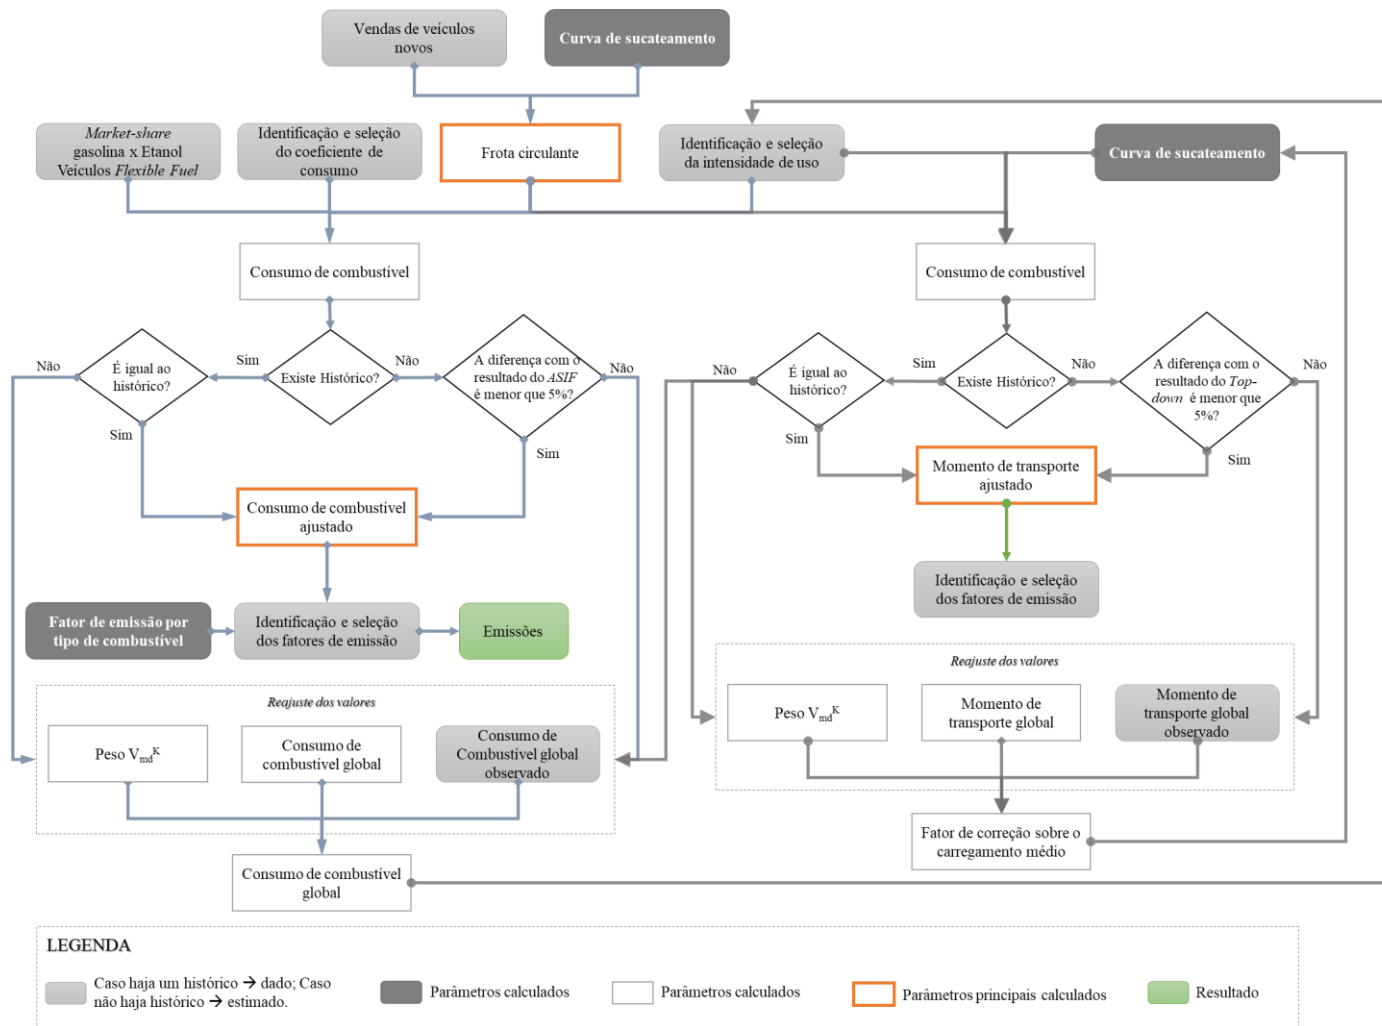 Vendas de veículos
novos
Curva de sucateamento
Market-share
gasolina x Etanol
Veículos Flexible Fuel
Identificação e seleção
do coeficiente de
consumo
Frota circulante
Identificação e seleção
da intensidade de uso
Curva de sucateamento
Consumo de combustível
Consumo de combustível
Não
É igual ao
histórico?
Sim
Existe Histórico?
Não
A diferença com o
resultado do ASIF
é menor que 5%?
Não
Sim
Sim
Não
É igual ao
histórico?
Sim
Existe Histórico?
Não
A diferença com o
resultado do Top-
down é menor que
5%?
Não
Sim
Sim
Consumo de combustível
ajustado
Momento de transporte
ajustado
Fator de emissão por
tipo de combustível
Identificação e seleção
dos fatores de emissão
Emissões
Identificação e seleção
dos fatores de emissão
Reajuste dos valores
Peso VmdK
Consumo de
combustível global
Consumo de
Combustível global
observado
Reajuste dos valores
Peso VmdK
Momento de
transporte global
Momento de
transporte global
observado
Consumo de combustível
global
Fator de correção sobre o
carregamento médio
LEGENDA
Caso haja um histórico → dado; Caso
não haja histórico → estimado.
Parâmetros calculados
Parâmetros calculados
Parâmetros principais calculados
Resultado